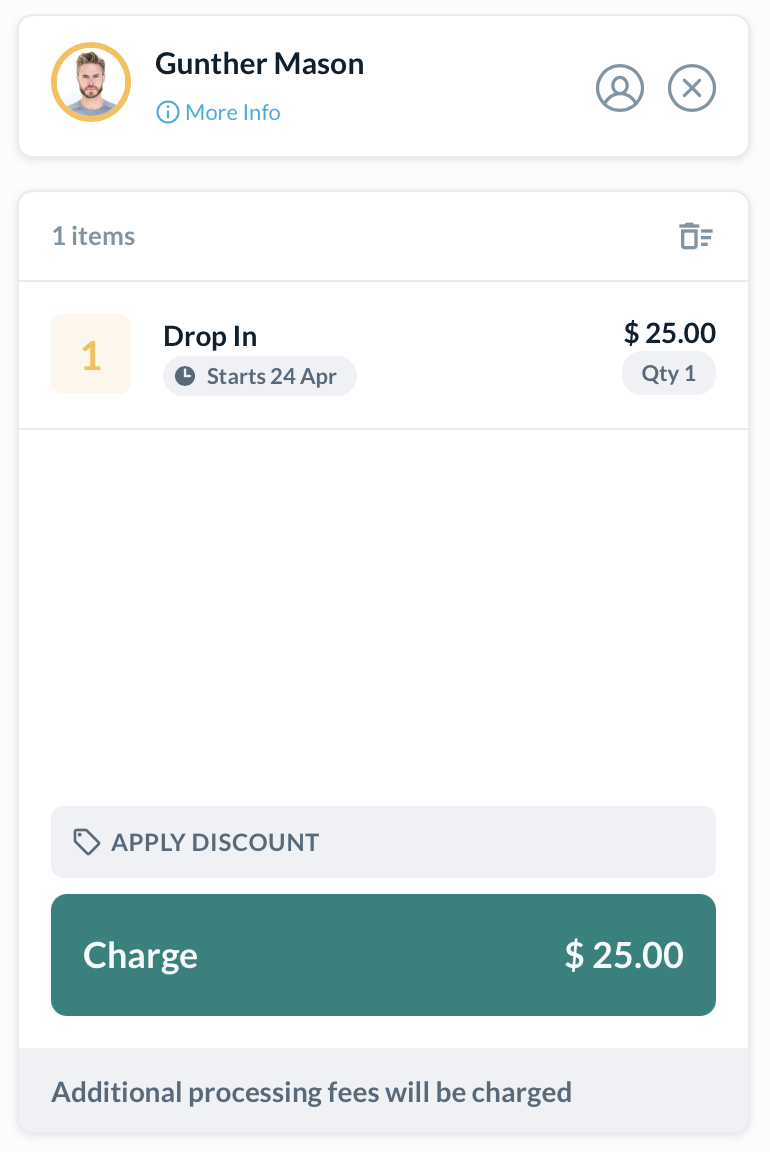 Gunther Mason
More Info
1 items
1
Drop In
$ 25.00
Starts 24 Apr
Qty 1
APPLY DISCOUNT
Charge
$ 25.00
Additional processing fees will be charged